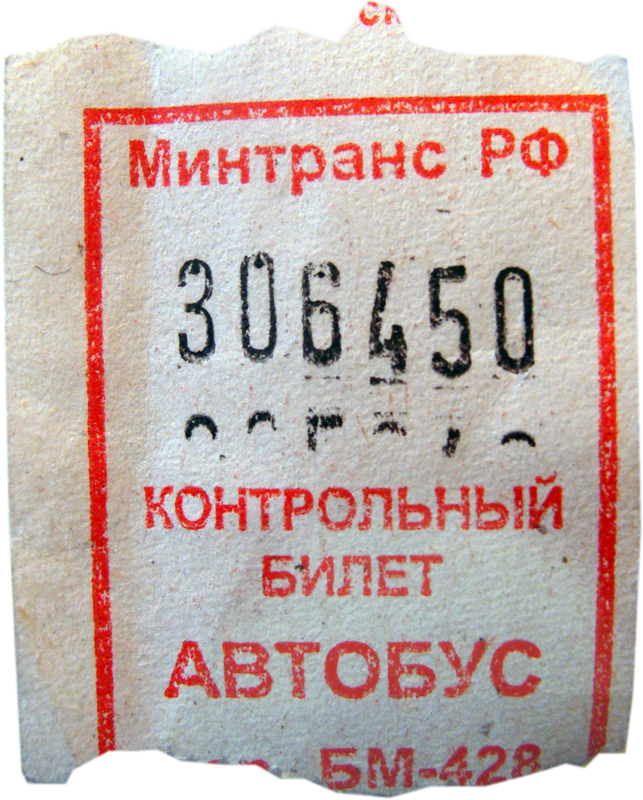 Минтранс РФ
306450
КОНТРОЛЬНЫЙ
БИЛЕТ
АВТОБУС
БМ-428